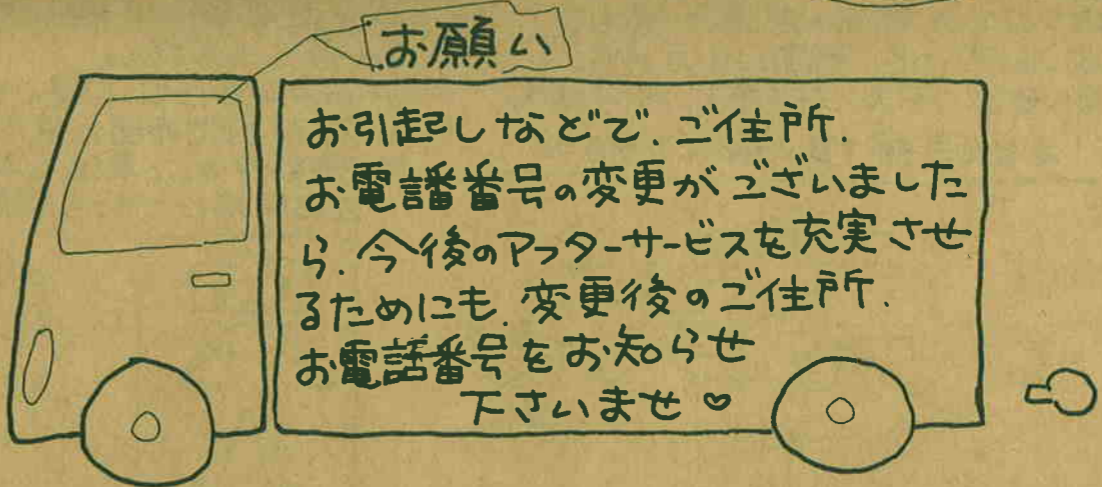 お願い
お引起しなどで、ご住所、
お電譒番号の変更がございました
ら、今後のアフターサービスを充実させ
るためにも、変更後のご住所、
お電話番号をお知らせ
下さいませ♡